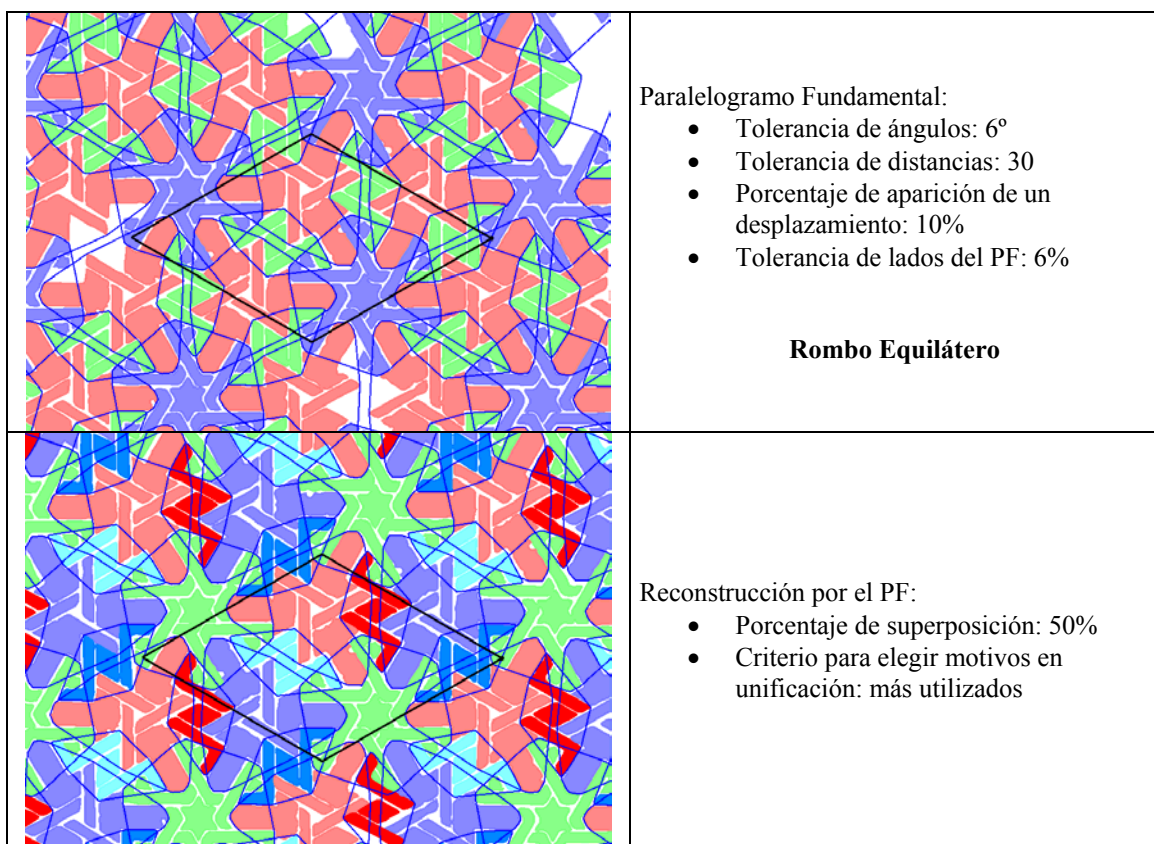 Paralelogramo Fundamental:
• Tolerancia de ángulos: 6º
• Tolerancia de distancias: 30
• Porcentaje de aparición de un
desplazamiento: 10%
• Tolerancia de lados del PF: 6%
Rombo Equilátero
Reconstrucción por el PF:
• Porcentaje de superposición: 50%
• Criterio para elegir motivos en
unificación: más utilizados